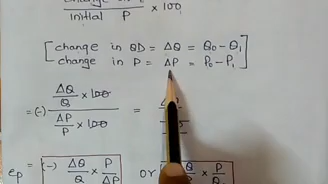 initial P × 100
[change in QD = ΔQ = Q0 - Q1
change in P = ΔP = P0 - P1]
= (-) ΔQ/Q × 100 / ΔP/P × 100 =
ep = (-) ΔQ/Q × P/ΔP or × P/Q